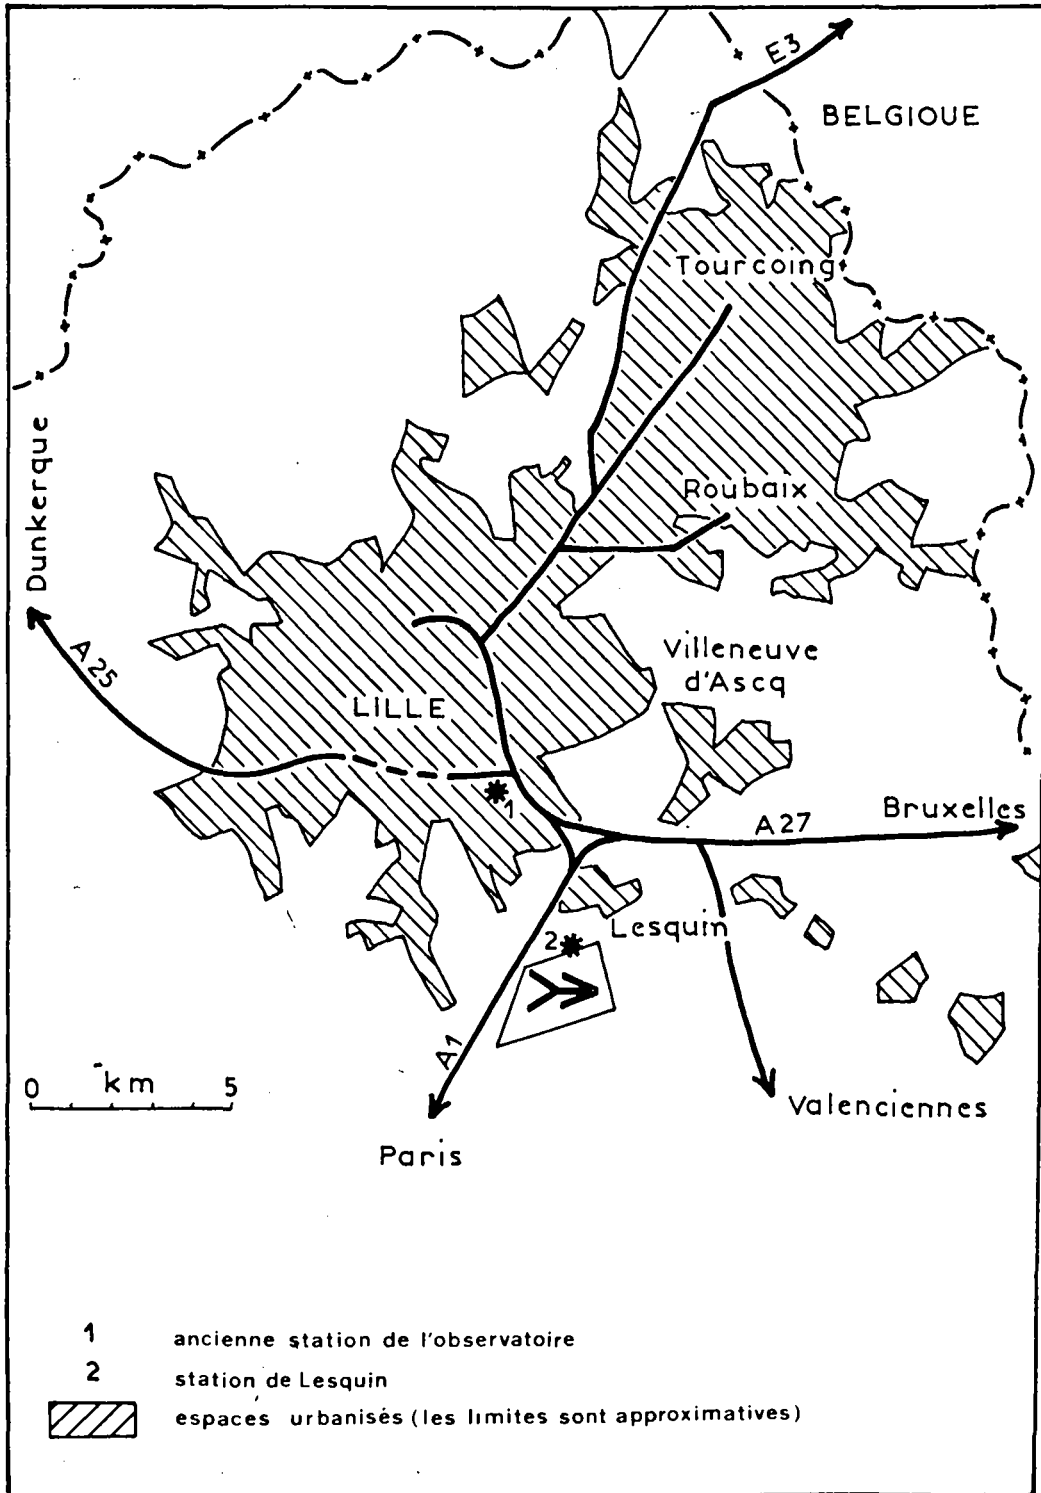 E3
BELGIQUE
Tourcoing
Dunkerque
Roubaix
Villeneuve
d'Ascq
A25
LILLE
1
A27
Bruxelles
Lesquin
2
A1
0 km 5
Valenciennes
Paris
1 ancienne station de l'observatoire
2 station de Lesquin
espaces urbanisés (les limites sont approximatives)